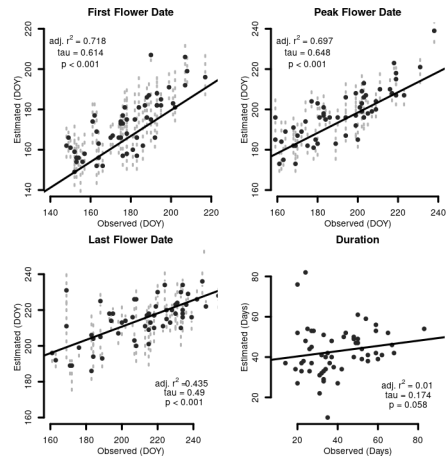 First Flower Date
adj. r² = 0.718
tau = 0.614
p < 0.001
Estimated (DOY)
140 160 180 200 220
140 160 180 200 220
Observed (DOY)
Peak Flower Date
adj. r² = 0.697
tau = 0.648
p < 0.001
Estimated (DOY)
160 180 200 220 240
160 180 200 220 240
Observed (DOY)
Last Flower Date
adj. r² = 0.435
tau = 0.49
p < 0.001
Estimated (DOY)
160 180 200 220 240
160 180 200 220 240
Observed (DOY)
Duration
adj. r² = 0.01
tau = 0.174
p = 0.058
Estimated (Days)
20 40 60 80
20 40 60 80
Observed (Days)